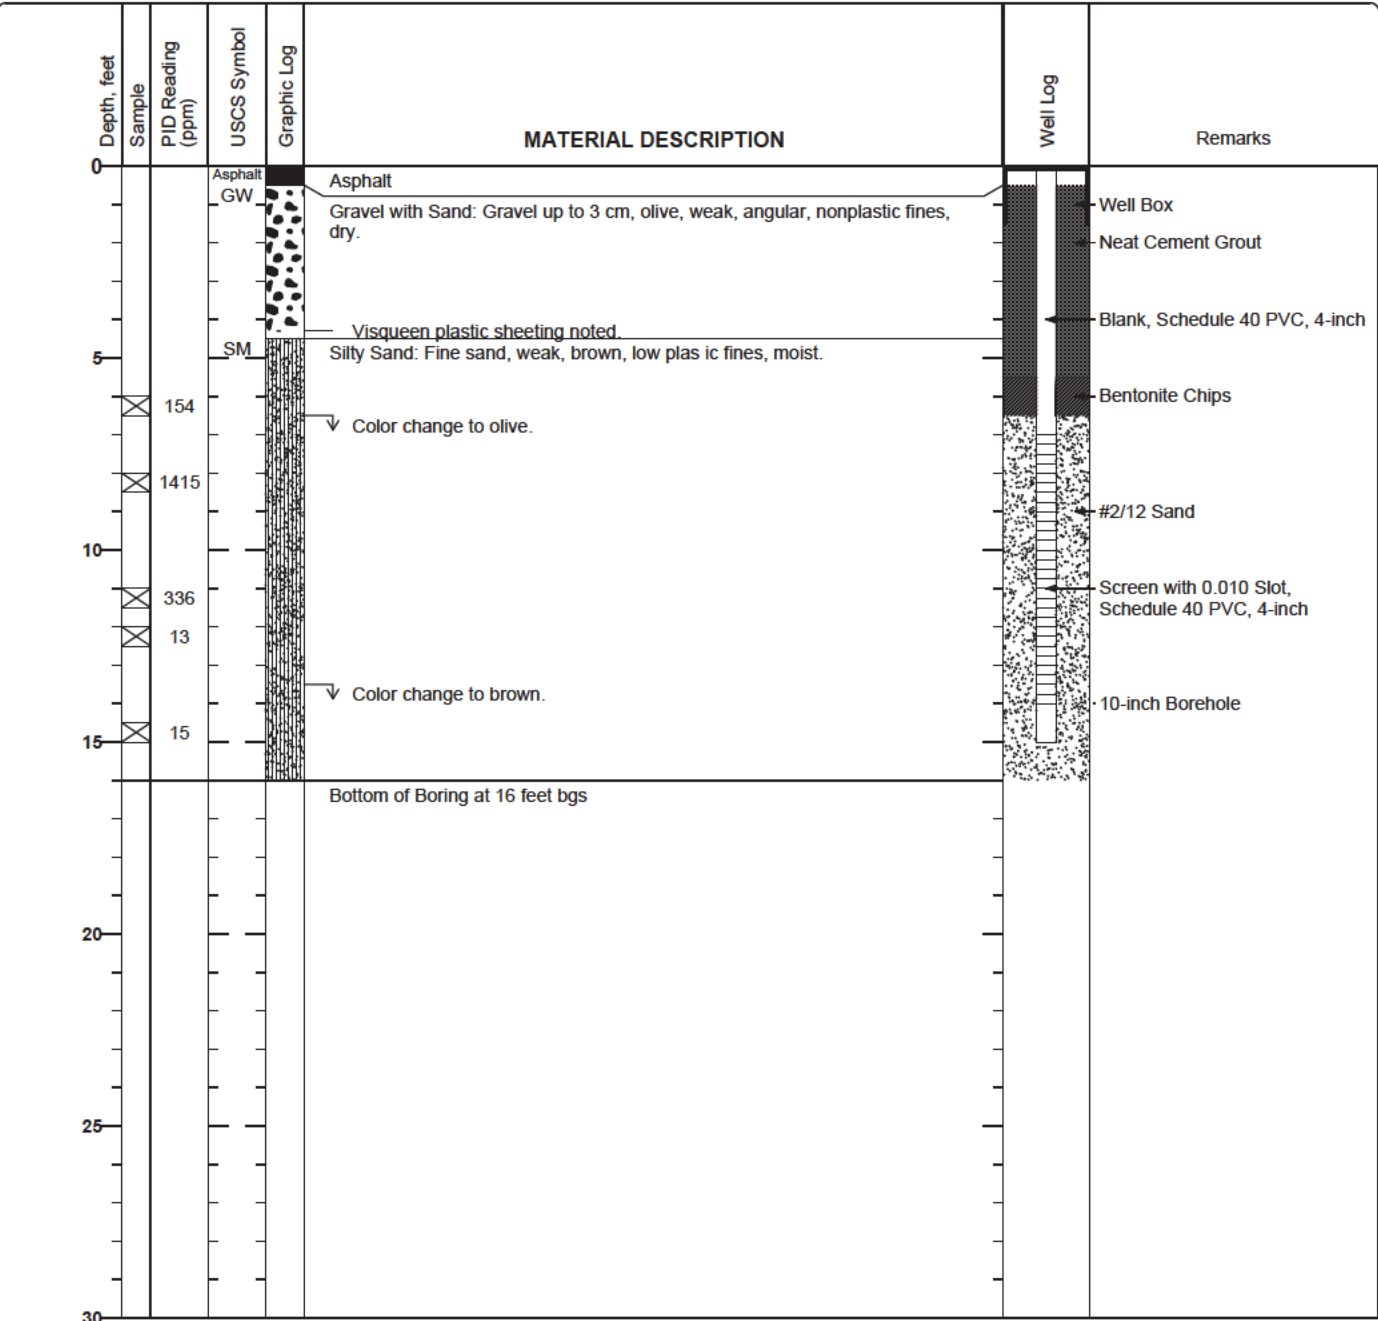 Depth, feet
Sample
PID Reading
(ppm)
USCS Symbol
Graphic Log
MATERIAL DESCRIPTION
Well Log
Remarks
0
Asphalt
Asphalt
GW
Gravel with Sand: Gravel up to 3 cm, olive, weak, angular, nonplastic fines,
dry.
Well Box
Neat Cement Grout
Blank, Schedule 40 PVC, 4-inch
Visqueen plastic sheeting noted.
SM
Silty Sand: Fine sand, weak, brown, low plas ic fines, moist.
5
Bentonite Chips
154
Color change to olive.
1415
#2/12 Sand
10
Screen with 0.010 Slot,
Schedule 40 PVC, 4-inch
336
13
Color change to brown.
10-inch Borehole
15
15
Bottom of Boring at 16 feet bgs
20
25
30